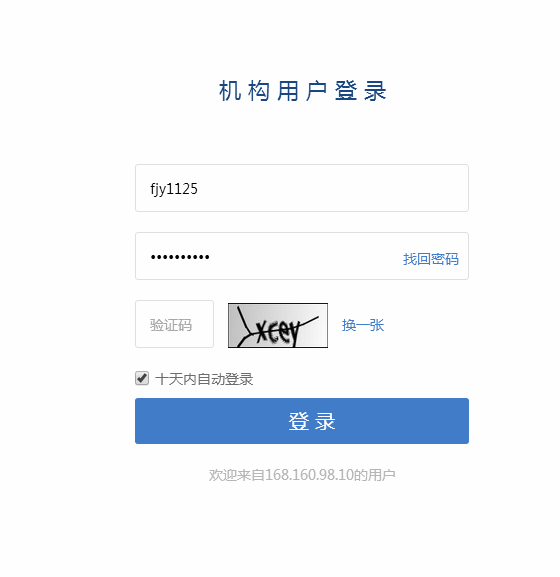 机构用户登录
fjy1125
••••••••••
找回密码
验证码
xcey
换一张
十天内自动登录
登录
欢迎来自168.160.98.10的用户